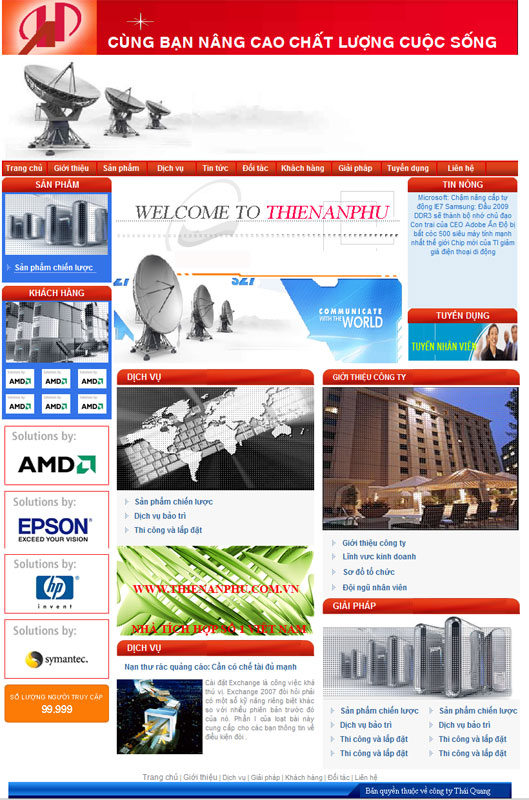 CÙNG BẠN NÂNG CAO CHẤT LƯỢNG CUỘC SỐNG
Trang chủ Giới thiệu Sản phẩm Dịch vụ Tin tức Đối tác Khách hàng Giải pháp Tuyển dụng Liên hệ
SẢN PHẨM
Sản phẩm chiến lược
KHÁCH HÀNG
AMD AMD AMD
AMD AMD AMD
Solutions by:
AMD
Solutions by:
EPSON
EXCEED YOUR VISION
Solutions by:
hp
invent
Solutions by:
symantec.
SỐ LƯỢNG NGƯỜI TRUY CẬP
99.999
WELCOME TO THIENANPHU
COMMUNICATE
WITH THE WORLD
TIN NÓNG
Microsoft: Chậm nâng cấp tự
động IE7 Samsung: Đầu 2009
DDR3 sẽ thành bộ nhớ chủ đạo
Con trai của CEO Adobe Ấn Độ bị
bắt cóc 500 siêu máy tính mạnh
nhất thế giới Chip mới của TI giảm
giá điện thoại di động
TUYỂN DỤNG
TUYỂN NHÂN VIÊN
DỊCH VỤ
Sản phẩm chiến lược
Dịch vụ bảo trì
Thi công và lắp đặt
WWW.THIENANPHU.COM.VN
NHÀ TÍCH HỢP SỐ 1 VIỆT NAM
DỊCH VỤ
Nạn thư rác quảng cáo: Cần có chế tài đủ mạnh
Cài đặt Exchange là công việc khá
thú vị. Exchange 2007 đòi hỏi phải
có một số kỹ năng riêng biệt khác
so với nhiều phiên bản trước đó
của nó. Phần I của loạt bài này
cung cấp cho các bạn thông tin về
điều kiện đòi.
GIỚI THIỆU CÔNG TY
Giới thiệu công ty
Lĩnh vực kinh doanh
Sơ đồ tổ chức
Đội ngũ nhân viên
GIẢI PHÁP
Sản phẩm chiến lược Sản phẩm chiến lược
Dịch vụ bảo trì Dịch vụ bảo trì
Thi công và lắp đặt Thi công và lắp đặt
Thi công và lắp đặt Thi công và lắp đặt
Trang chủ | Giới thiệu | Dịch vụ | Giải pháp | Khách hàng | Đối tác | Liên hệ
Bản quyền thuộc về công ty Thái Quang